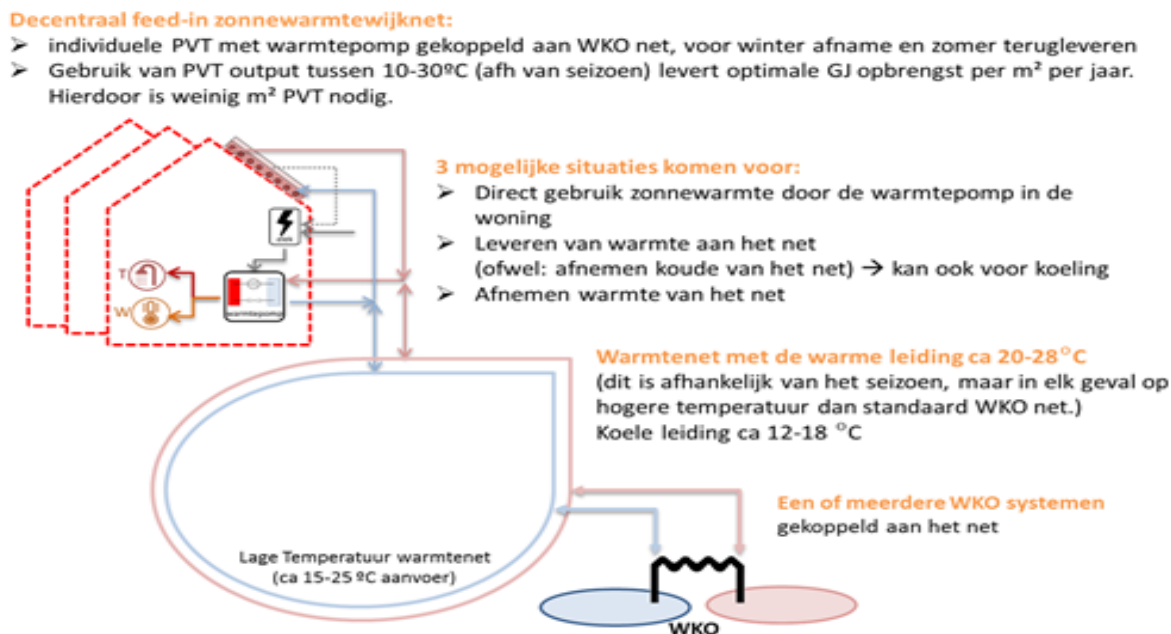 Decentraal feed-in zonnewarmtewijknet:
➢ individuele PVT met warmtepomp gekoppeld aan WKO net, voor winter afname en zomer terugleveren
➢ Gebruik van PVT output tussen 10-30ºC (afh van seizoen) levert optimale GJ opbrengst per m² per jaar.
Hierdoor is weinig m² PVT nodig.
3 mogelijke situaties komen voor:
➢ Direct gebruik zonnewarmte door de warmtepomp in de
woning
➢ Leveren van warmte aan het net
(ofwel: afnemen koude van het net) → kan ook voor koeling
➢ Afnemen warmte van het net
T
W
warmtepomp
Warmtenet met de warme leiding ca 20-28°C
(dit is afhankelijk van het seizoen, maar in elk geval op
hogere temperatuur dan standaard WKO net.)
Koele leiding ca 12-18 °C
Een of meerdere WKO systemen
gekoppeld aan het net
Lage Temperatuur warmtenet
(ca 15-25 ºC aanvoer)
WKO